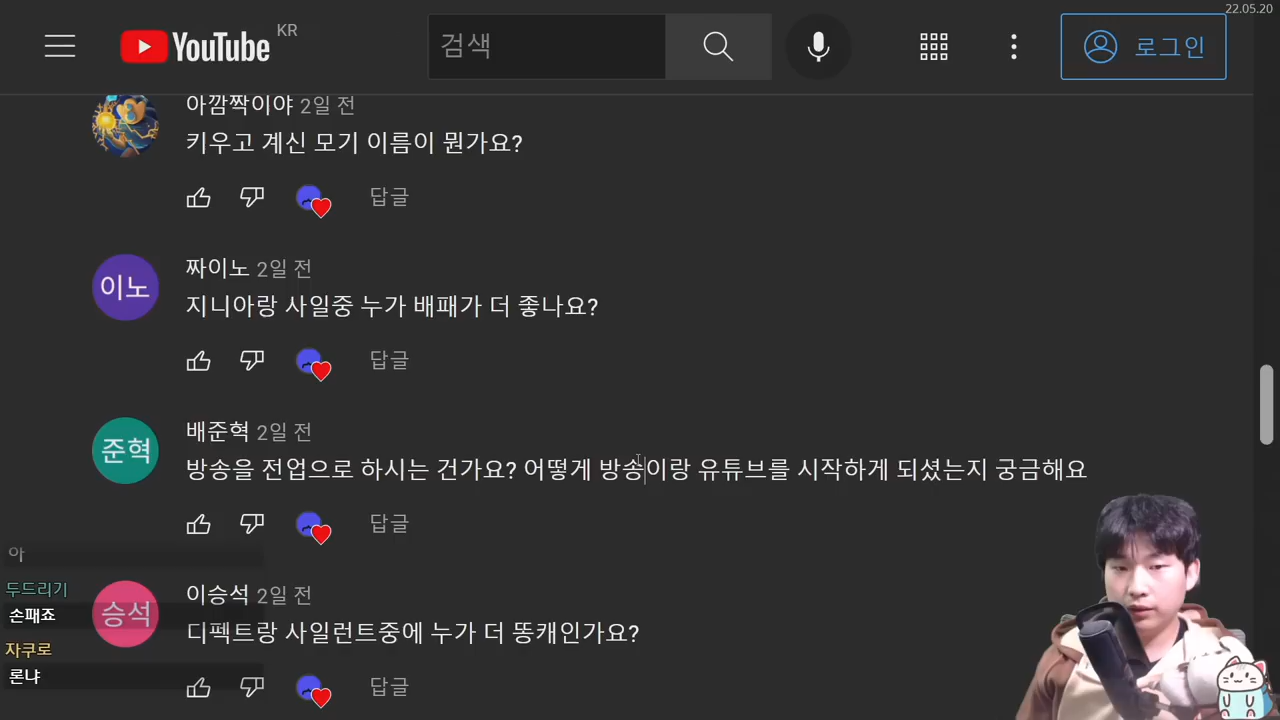 22.05.20
YouTube KR
검색
로그인
아깜짝이야 2일 전
키우고 계신 모기 이름이 뭔가요?
답글
이노
짜이노 2일 전
지니아랑 사일중 누가 배패가 더 좋나요?
답글
준혁
배준혁 2일 전
방송을 전업으로 하시는 건가요? 어떻게 방송이랑 유튜브를 시작하게 되셨는지 궁금해요
답글
아
두드리기
손패죠
자쿠로
론냐
승석
이승석 2일 전
디펙트랑 사일런트중에 누가 더 똥캐인가요?
답글